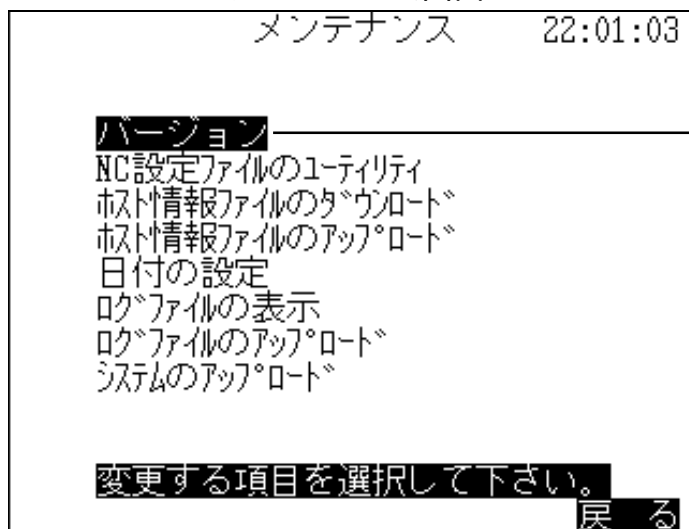 メンテナンス 22:01:03
バージョン
NC設定ﾌｧｲﾙのﾕｰﾃｨﾘﾃｨ
ﾎｽﾄ情報ﾌｧｲﾙのﾀﾞｳﾝﾛｰﾄﾞ
ﾎｽﾄ情報ﾌｧｲﾙのｱｯﾌﾟﾛｰﾄﾞ
日付の設定
ﾛｸﾞﾌｧｲﾙの表示
ﾛｸﾞﾌｧｲﾙのｱｯﾌﾟﾛｰﾄﾞ
ｼｽﾃﾑのｱｯﾌﾟﾛｰﾄﾞ
変更する項目を選択して下さい。
戻 る